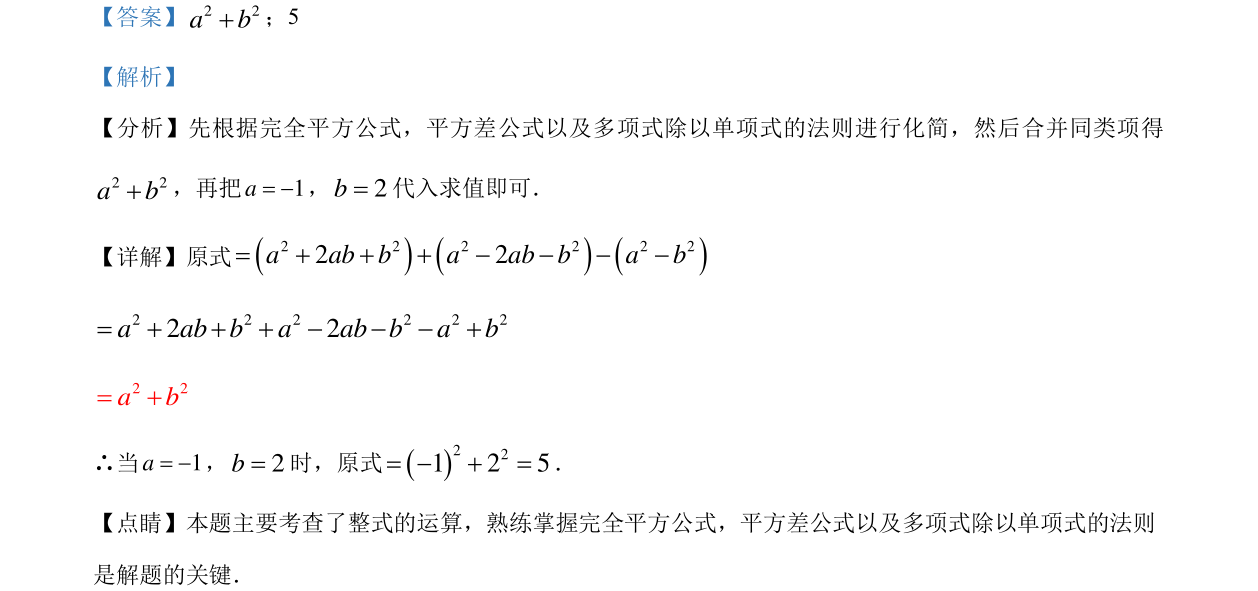 【答案】a²+b²；5
【解析】
【分析】先根据完全平方公式，平方差公式以及多项式除以单项式的法则进行化简，然后合并同类项得
a²+b²，再把a=−1，b=2代入求值即可．
【详解】原式=(a²+2ab+b²)+(a²−2ab−b²)−(a²−b²)
=a²+2ab+b²+a²−2ab−b²−a²+b²
=a²+b²
∴当a=−1，b=2时，原式=(−1)²+2²=5．
【点睛】本题主要考查了整式的运算，熟练掌握完全平方公式，平方差公式以及多项式除以单项式的法则
是解题的关键．